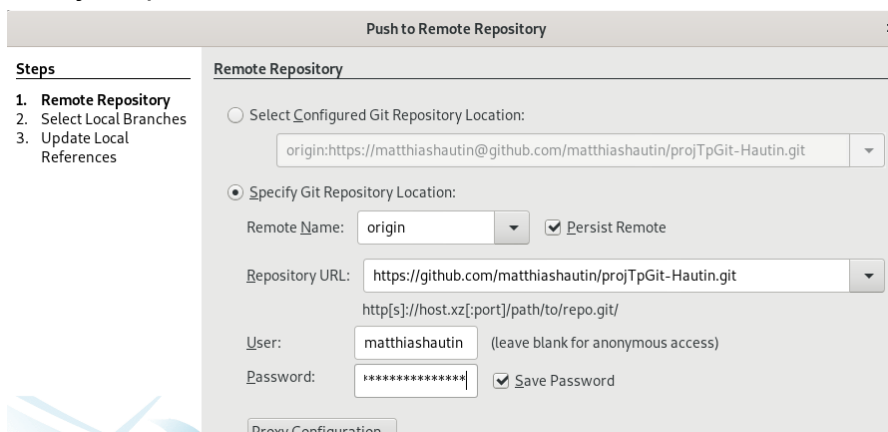 Push to Remote Repository
Steps
1. Remote Repository
2. Select Local Branches
3. Update Local
References
Remote Repository
Select Configured Git Repository Location:
origin:https://matthiashautin@github.com/matthiashautin/projTpGit-Hautin.git
Specify Git Repository Location:
Remote Name: origin Persist Remote
Repository URL: https://github.com/matthiashautin/projTpGit-Hautin.git
http[s]://host.xz[:port]/path/to/repo.git/
User: matthiashautin (leave blank for anonymous access)
Password: *************** Save Password
Proxy Configuration...